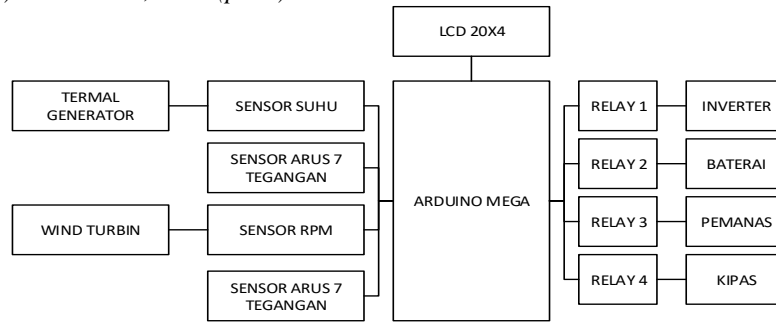 LCD 20X4
TERMAL
GENERATOR
SENSOR SUHU
RELAY 1
INVERTER
SENSOR ARUS 7
TEGANGAN
RELAY 2
BATERAI
ARDUINO MEGA
WIND TURBIN
SENSOR RPM
RELAY 3
PEMANAS
SENSOR ARUS 7
TEGANGAN
RELAY 4
KIPAS